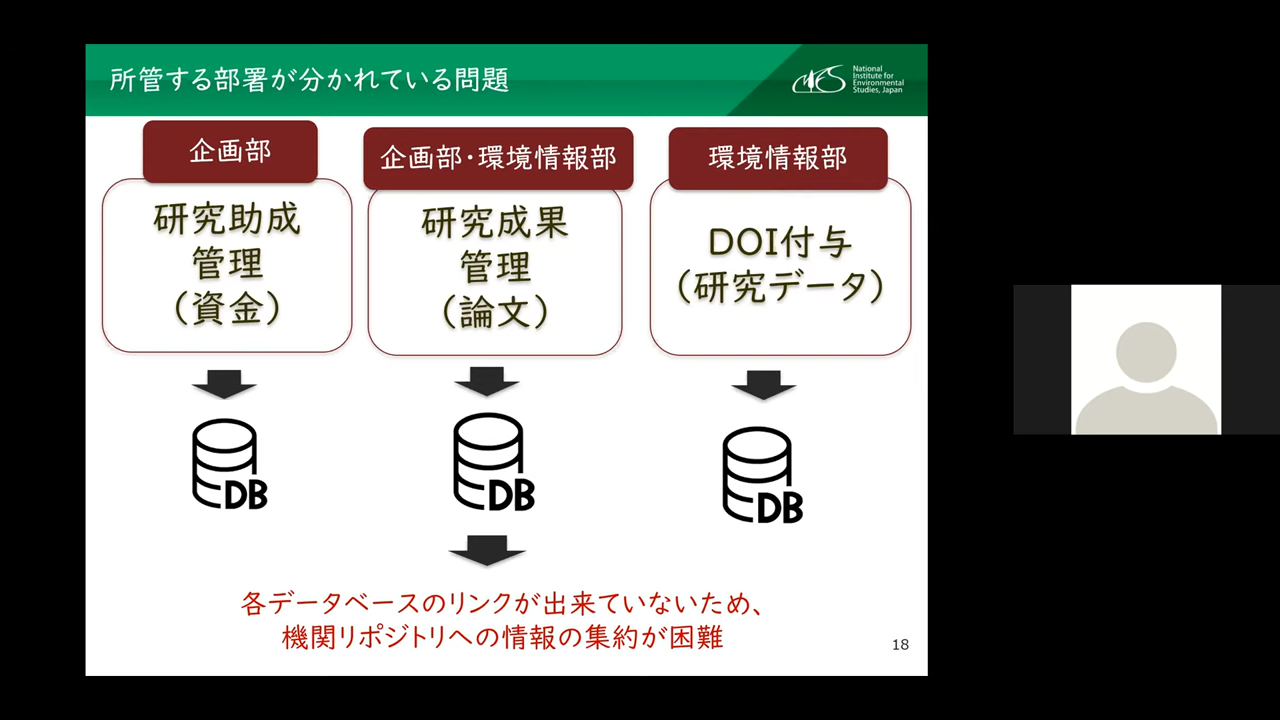 所管する部署が分かれている問題
National
Institute for
Environmental
Studies, Japan
企画部
研究助成
管理
（資金）
企画部・環境情報部
研究成果
管理
（論文）
環境情報部
DOI付与
（研究データ）
DB
DB
DB
各データベースのリンクが出来ていないため、
機関リポジトリへの情報の集約が困難
18